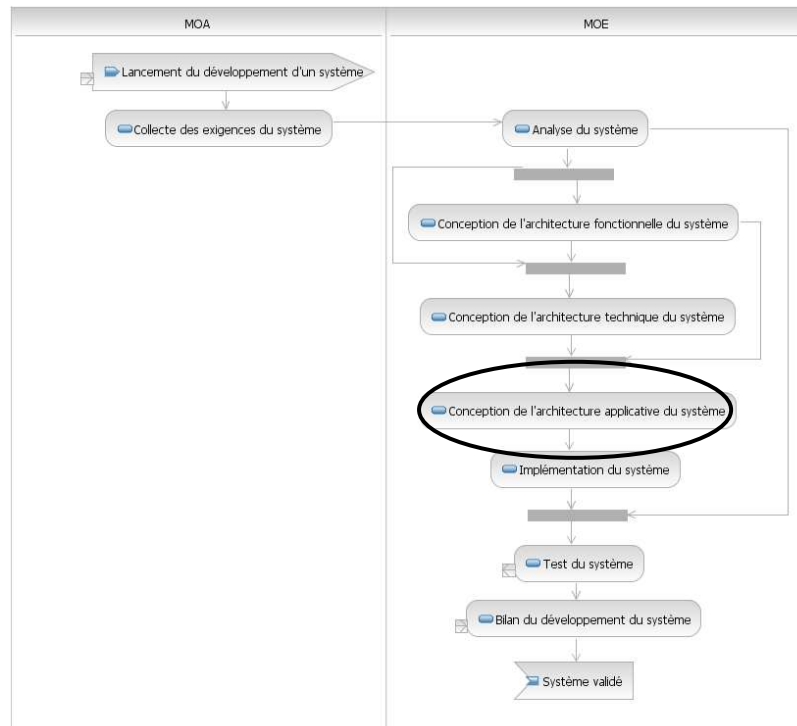 MOA
MOE
Lancement du développement d'un système
Collecte des exigences du système
Analyse du système
Conception de l'architecture fonctionnelle du système
Conception de l'architecture technique du système
Conception de l'architecture applicative du système
Implémentation du système
Test du système
Bilan du développement du système
Système validé